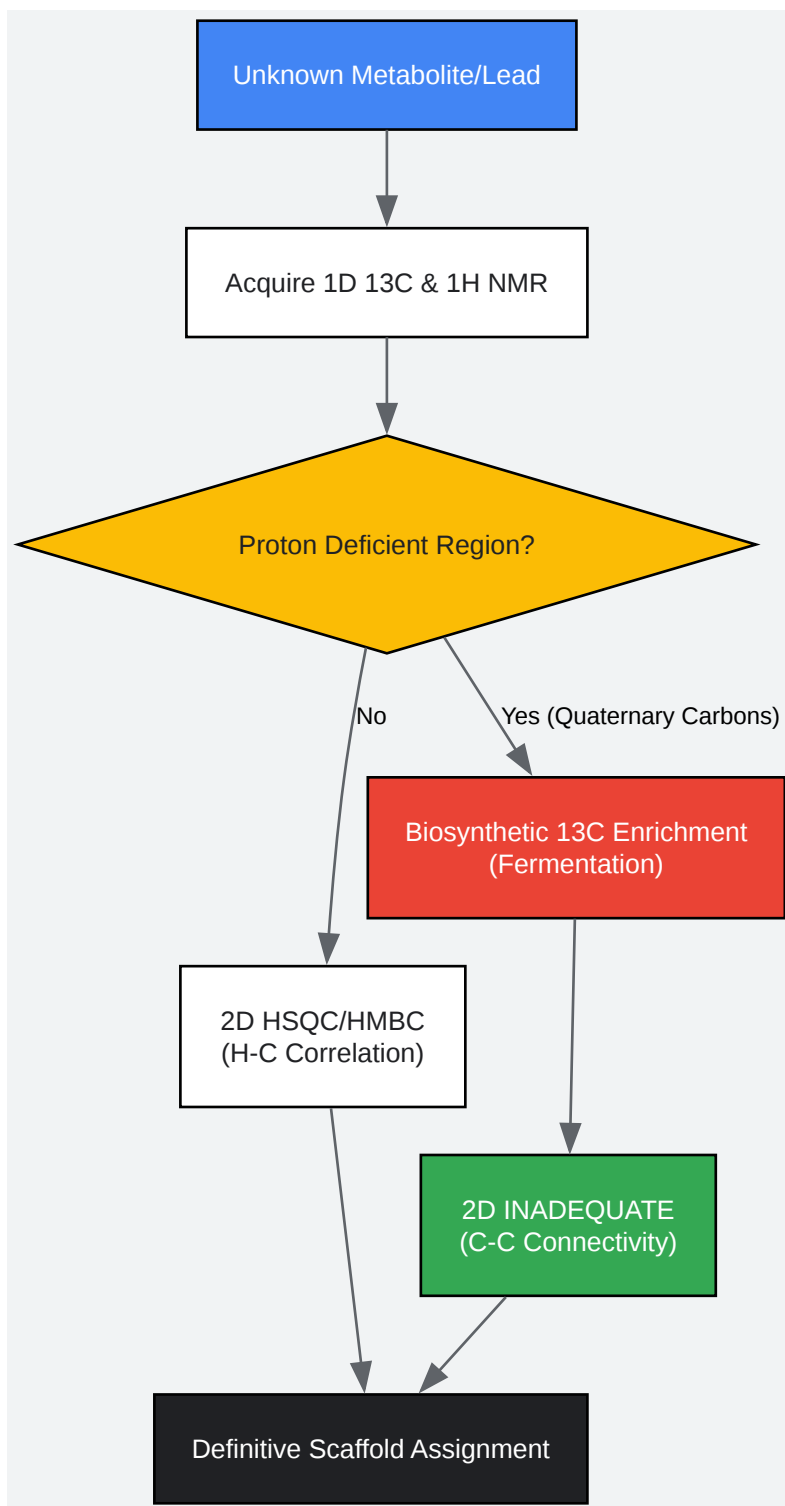 Unknown Metabolite/Lead
Acquire 1D 13C & 1H NMR
Proton Deficient Region?
No
Yes (Quaternary Carbons)
Biosynthetic 13C Enrichment
(Fermentation)
2D HSQC/HMBC
(H-C Correlation)
2D INADEQUATE
(C-C Connectivity)
Definitive Scaffold Assignment